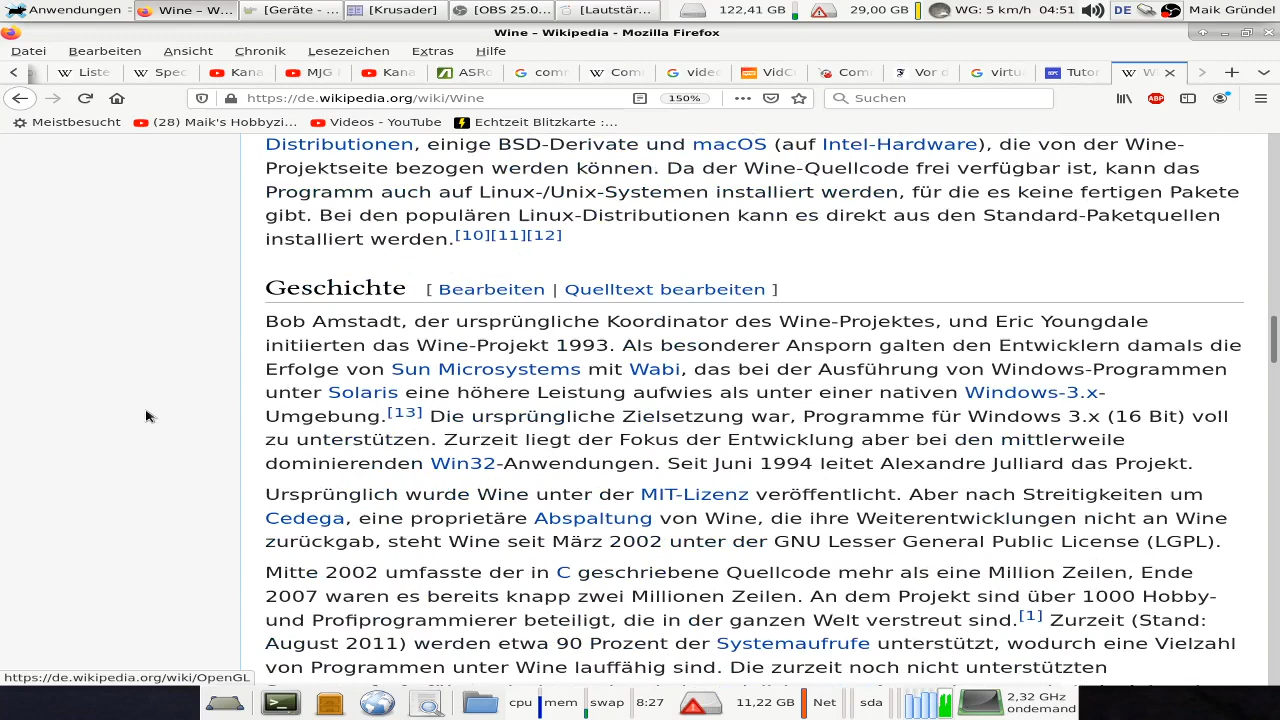 Anwendungen
Wine – W...
(Geräte - ...
[Krusader]
[OBS 25.0...
[Lautstär...
122,41 GB
29,00 GB
WG: 5 km/h
04:51
DE
Maik Gründel
Wine – Wikipedia - Mozilla Firefox
Datei Bearbeiten Ansicht Chronik Lesezeichen Extras Hilfe
Liste
Spec
Kana
MJG
Kana
ASRo
com
Com
video
VidC
Com
Vor d
virtu
Tutor
Wi
https://de.wikipedia.org/wiki/Wine
150%
Suchen
ABP
Meistbesucht
(28) Maik's Hobbyzi...
Videos - YouTube
Echtzeit Blitzkarte :...
Distributionen, einige BSD-Derivate und macOS (auf Intel-Hardware), die von der Wine-
Projektseite bezogen werden können. Da der Wine-Quellcode frei verfügbar ist, kann das
Programm auch auf Linux-/Unix-Systemen installiert werden, für die es keine fertigen Pakete
gibt. Bei den populären Linux-Distributionen kann es direkt aus den Standard-Paketquellen
installiert werden.[10][11][12]
Geschichte [ Bearbeiten | Quelltext bearbeiten ]
Bob Amstadt, der ursprüngliche Koordinator des Wine-Projektes, und Eric Youngdale
initiierten das Wine-Projekt 1993. Als besonderer Ansporn galten den Entwicklern damals die
Erfolge von Sun Microsystems mit Wabi, das bei der Ausführung von Windows-Programmen
unter Solaris eine höhere Leistung aufwies als unter einer nativen Windows-3.x-
Umgebung.[13] Die ursprüngliche Zielsetzung war, Programme für Windows 3.x (16 Bit) voll
zu unterstützen. Zurzeit liegt der Fokus der Entwicklung aber bei den mittlerweile
dominierenden Win32-Anwendungen. Seit Juni 1994 leitet Alexandre Julliard das Projekt.
Ursprünglich wurde Wine unter der MIT-Lizenz veröffentlicht. Aber nach Streitigkeiten um
Cedega, eine proprietäre Abspaltung von Wine, die ihre Weiterentwicklungen nicht an Wine
zurückgab, steht Wine seit März 2002 unter der GNU Lesser General Public License (LGPL).
Mitte 2002 umfasste der in C geschriebene Quellcode mehr als eine Million Zeilen, Ende
2007 waren es bereits knapp zwei Millionen Zeilen. An dem Projekt sind über 1000 Hobby-
und Profiprogrammierer beteiligt, die in der ganzen Welt verstreut sind.[1] Zurzeit (Stand:
August 2011) werden etwa 90 Prozent der Systemaufrufe unterstützt, wodurch eine Vielzahl
von Programmen unter Wine lauffähig sind. Die zurzeit noch nicht unterstützten
https://de.wikipedia.org/wiki/OpenGL
cpu
mem
swap
8:27
11,22 GB
Net
sda
2,32 GHz
ondemand